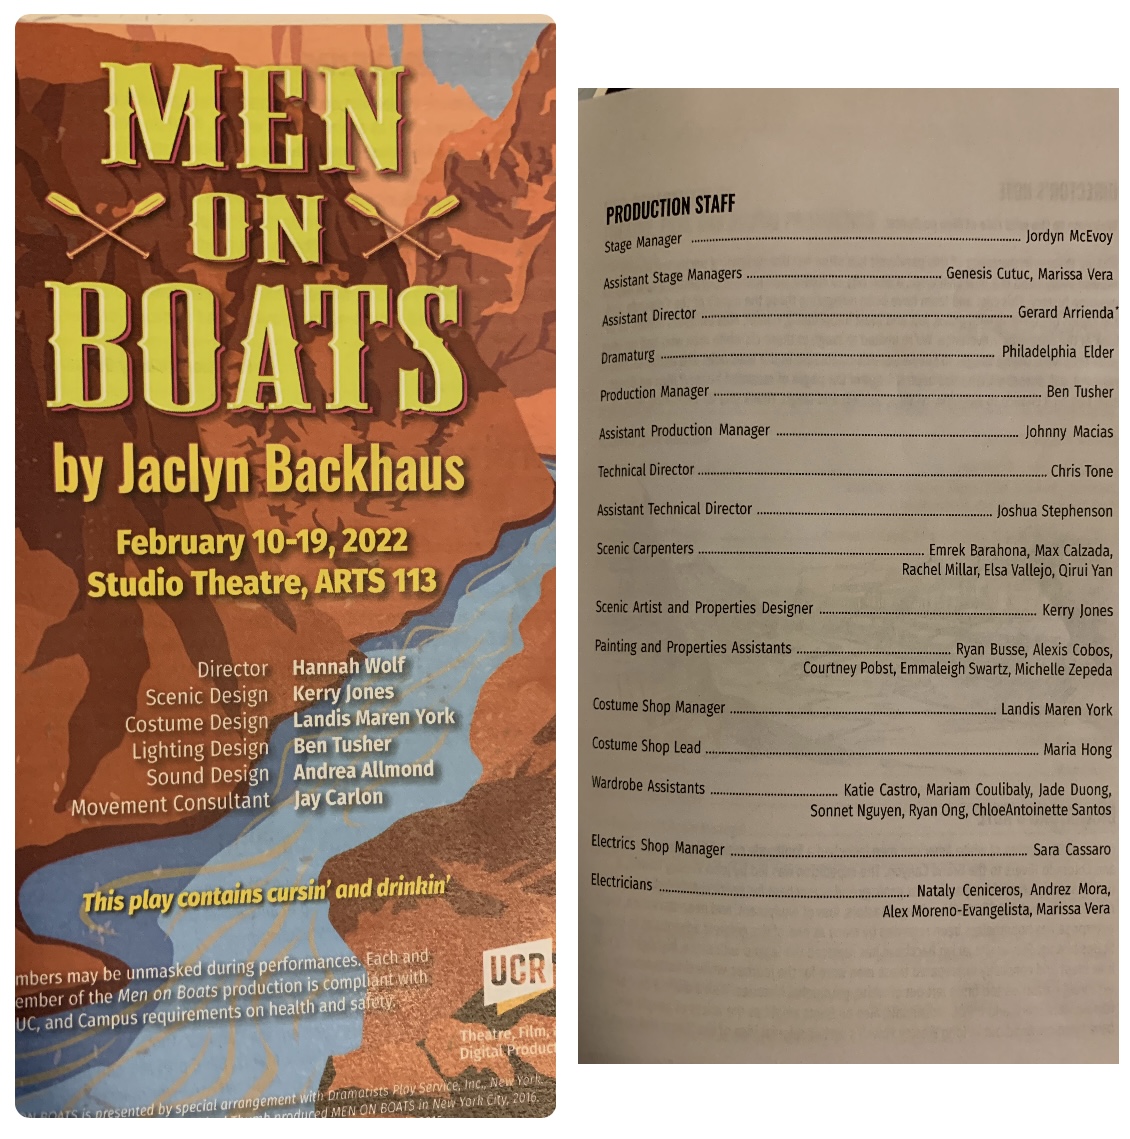 MEN
ON
BOATS
by Jaclyn Backhaus
February 10-19, 2022
Studio Theatre, ARTS 113
Director Hannah Wolf
Scenic Design Kerry Jones
Costume Design Landis Maren York
Lighting Design Ben Tusher
Sound Design Andrea Allmond
Movement Consultant Jay Carlon
This play contains cursin' and drinkin'
mbers may be unmasked during performances. Each and
ember of the Men on Boats production is compliant with
UC, and Campus requirements on health and safety.
UCR
Theatre, Film,
Digital Produc
N BOATS is presented by special arrangement with Dramatists Play Service, Inc., New York.
produced MEN ON BOATS in New York City, 2016.
PRODUCTION STAFF
Stage Manager ........ Jordyn McEvoy
Assistant Stage Managers ........ Genesis Cutuc, Marissa Vera
Assistant Director ........ Gerard Arrienda*
Dramaturg ........ Philadelphia Elder
Production Manager ........ Ben Tusher
Assistant Production Manager ........ Johnny Macias
Technical Director ........ Chris Tone
Assistant Technical Director ........ Joshua Stephenson
Scenic Carpenters ........ Emrek Barahona, Max Calzada,
Rachel Millar, Elsa Vallejo, Qirui Yan
Scenic Artist and Properties Designer ........ Kerry Jones
Painting and Properties Assistants ........ Ryan Busse, Alexis Cobos,
Courtney Pobst, Emmaleigh Swartz, Michelle Zepeda
Costume Shop Manager ........ Landis Maren York
Costume Shop Lead ........ Maria Hong
Wardrobe Assistants ........ Katie Castro, Mariam Coulibaly, Jade Duong,
Sonnet Nguyen, Ryan Ong, ChloeAntoinette Santos
Electrics Shop Manager ........ Sara Cassaro
Electricians ........ Nataly Ceniceros, Andrez Mora,
Alex Moreno-Evangelista, Marissa Vera